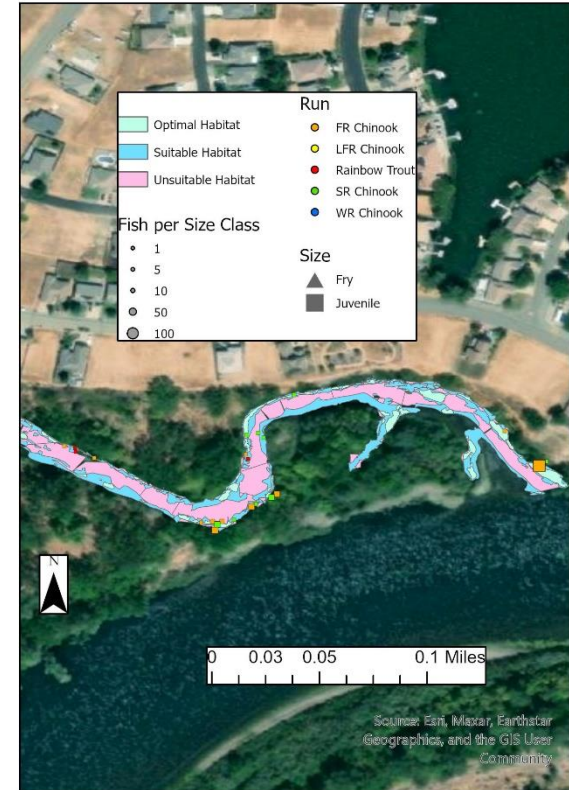 Optimal Habitat
Suitable Habitat
Unsuitable Habitat
Fish per Size Class
1
5
10
50
100
Run
FR Chinook
LFR Chinook
Rainbow Trout
SR Chinook
WR Chinook
Size
Fry
Juvenile
N
0 0.03 0.05 0.1 Miles
Source: Esri, Maxar, Earthstar
Geographics, and the GIS User
Community